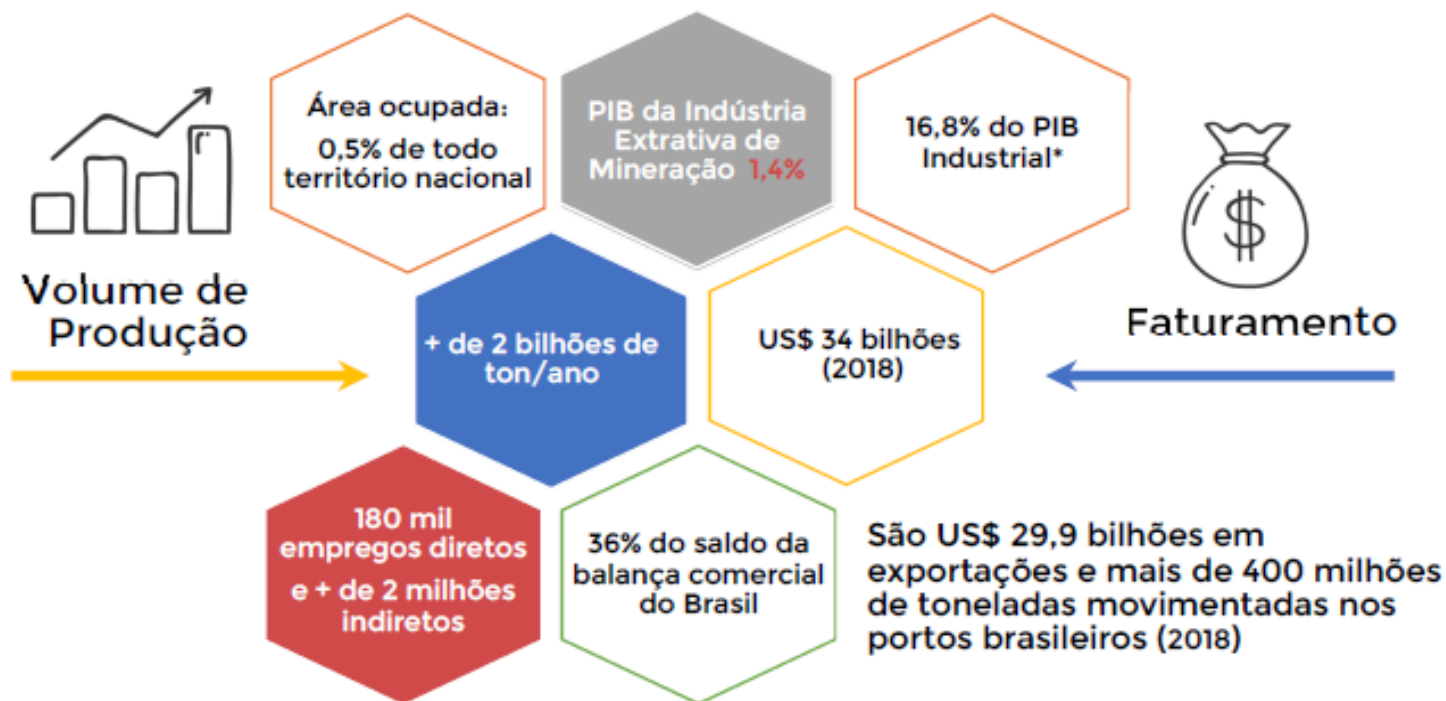 Área ocupada:
0,5% de todo
território nacional
PIB da Indústria
Extrativa de
Mineração 1,4%
16,8% do PIB
Industrial*
$
Volume de
Produção
Faturamento
+ de 2 bilhões de
ton/ano
US$ 34 bilhões
(2018)
180 mil
empregos diretos
e + de 2 milhões
indiretos
36% do saldo da
balança comercial
do Brasil
São US$ 29,9 bilhões em
exportações e mais de 400 milhões
de toneladas movimentadas nos
portos brasileiros (2018)